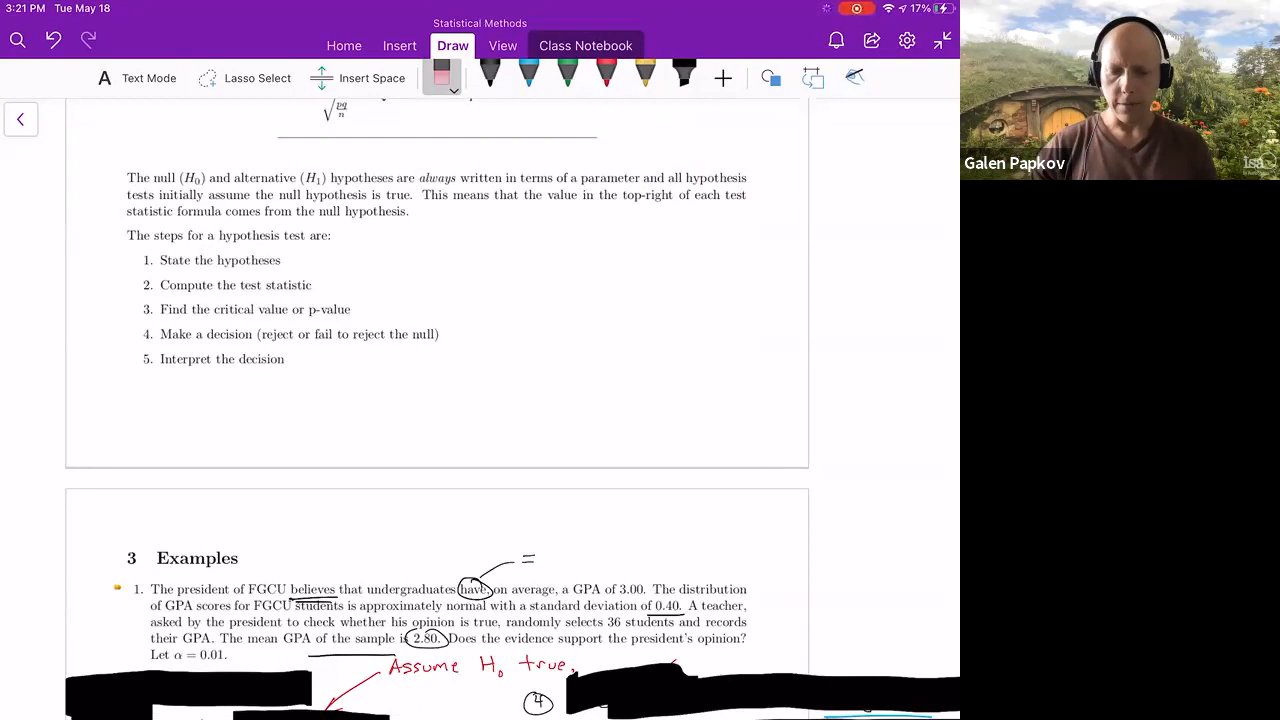 3:21 PM Tue May 18
17%
Statistical Methods
Home Insert Draw View Class Notebook
Text Mode Lasso Select Insert Space
Galen Papkov
√pq/n
The null (H₀) and alternative (H₁) hypotheses are always written in terms of a parameter and all hypothesis
tests initially assume the null hypothesis is true. This means that the value in the top-right of each test
statistic formula comes from the null hypothesis.
The steps for a hypothesis test are:
1. State the hypotheses
2. Compute the test statistic
3. Find the critical value or p-value
4. Make a decision (reject or fail to reject the null)
5. Interpret the decision
3 Examples
=
1. The president of FGCU believes that undergraduates have, on average, a GPA of 3.00. The distribution
of GPA scores for FGCU students is approximately normal with a standard deviation of 0.40. A teacher,
asked by the president to check whether his opinion is true, randomly selects 36 students and records
their GPA. The mean GPA of the sample is 2.80. Does the evidence support the president's opinion?
Let α = 0.01.
Assume H₀ true.
4